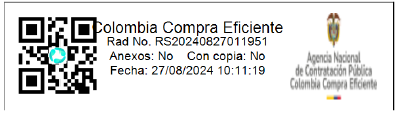 Colombia Compra Eficiente
Rad No. RS20240827011951
Anexos: No Con copia: No
Fecha: 27/08/2024 10:11:19
Agencia Nacional
de Contratación Pública
Colombia Compra Eficiente